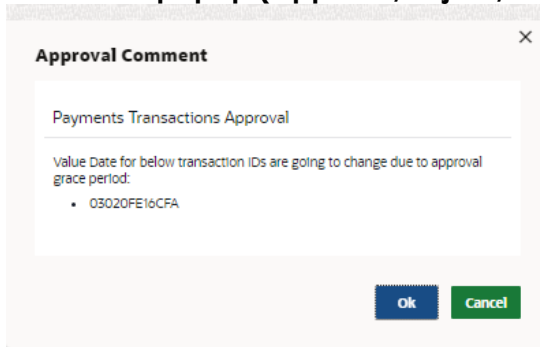 Approval Comment
Payments Transactions Approval
Value Date for below transaction IDs are going to change due to approval
grace period:
• 03020FE16CFA
Ok Cancel